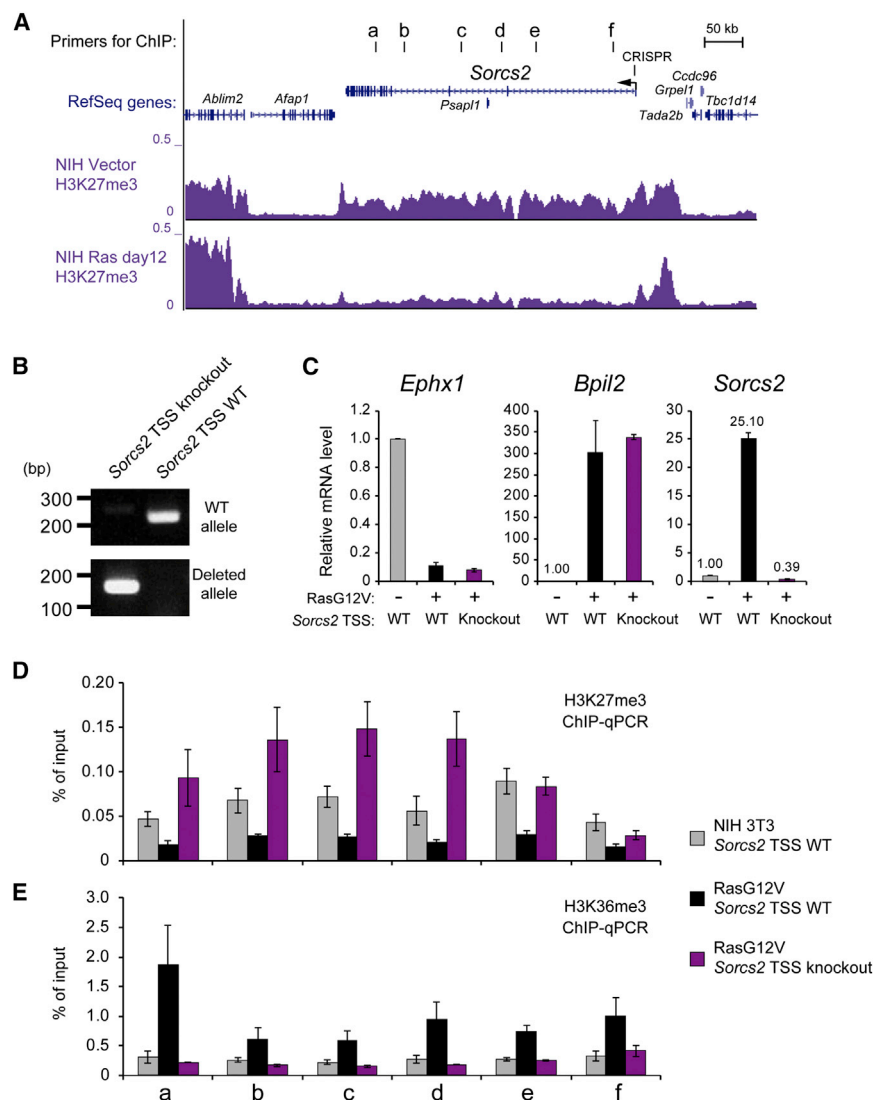 A
Primers for ChIP:
a b c d e f
50 kb
CRISPR
Sorcs2
Ccdc96
Grpel1
RefSeq genes:
Ablim2 Afap1 Psapl1 Tada2b Tbc1d14
0.5
NIH Vector
H3K27me3
0
0.5
NIH Ras day12
H3K27me3
0
B
Sorcs2 TSS knockout
Sorcs2 TSS WT
(bp)
300
200
WT
allele
200
100
Deleted
allele
C
Relative mRNA level
Ephx1
1.2
1.0
0.8
0.6
0.4
0.2
0
Bpil2
400
350
300
250
200
150
100
50
0
1.00
Sorcs2
30
25
20
15
10
5
0
1.00
25.10
0.39
RasG12V: – + + – + + – + +
Sorcs2 TSS: WT WT Knockout WT WT Knockout WT WT Knockout
D
% of input
0.20
0.15
0.10
0.05
0
H3K27me3
ChIP-qPCR
NIH 3T3
Sorcs2 TSS WT
RasG12V
Sorcs2 TSS WT
RasG12V
Sorcs2 TSS knockout
E
% of input
3.0
2.5
2.0
1.5
1.0
0.5
0
H3K36me3
ChIP-qPCR
a b c d e f